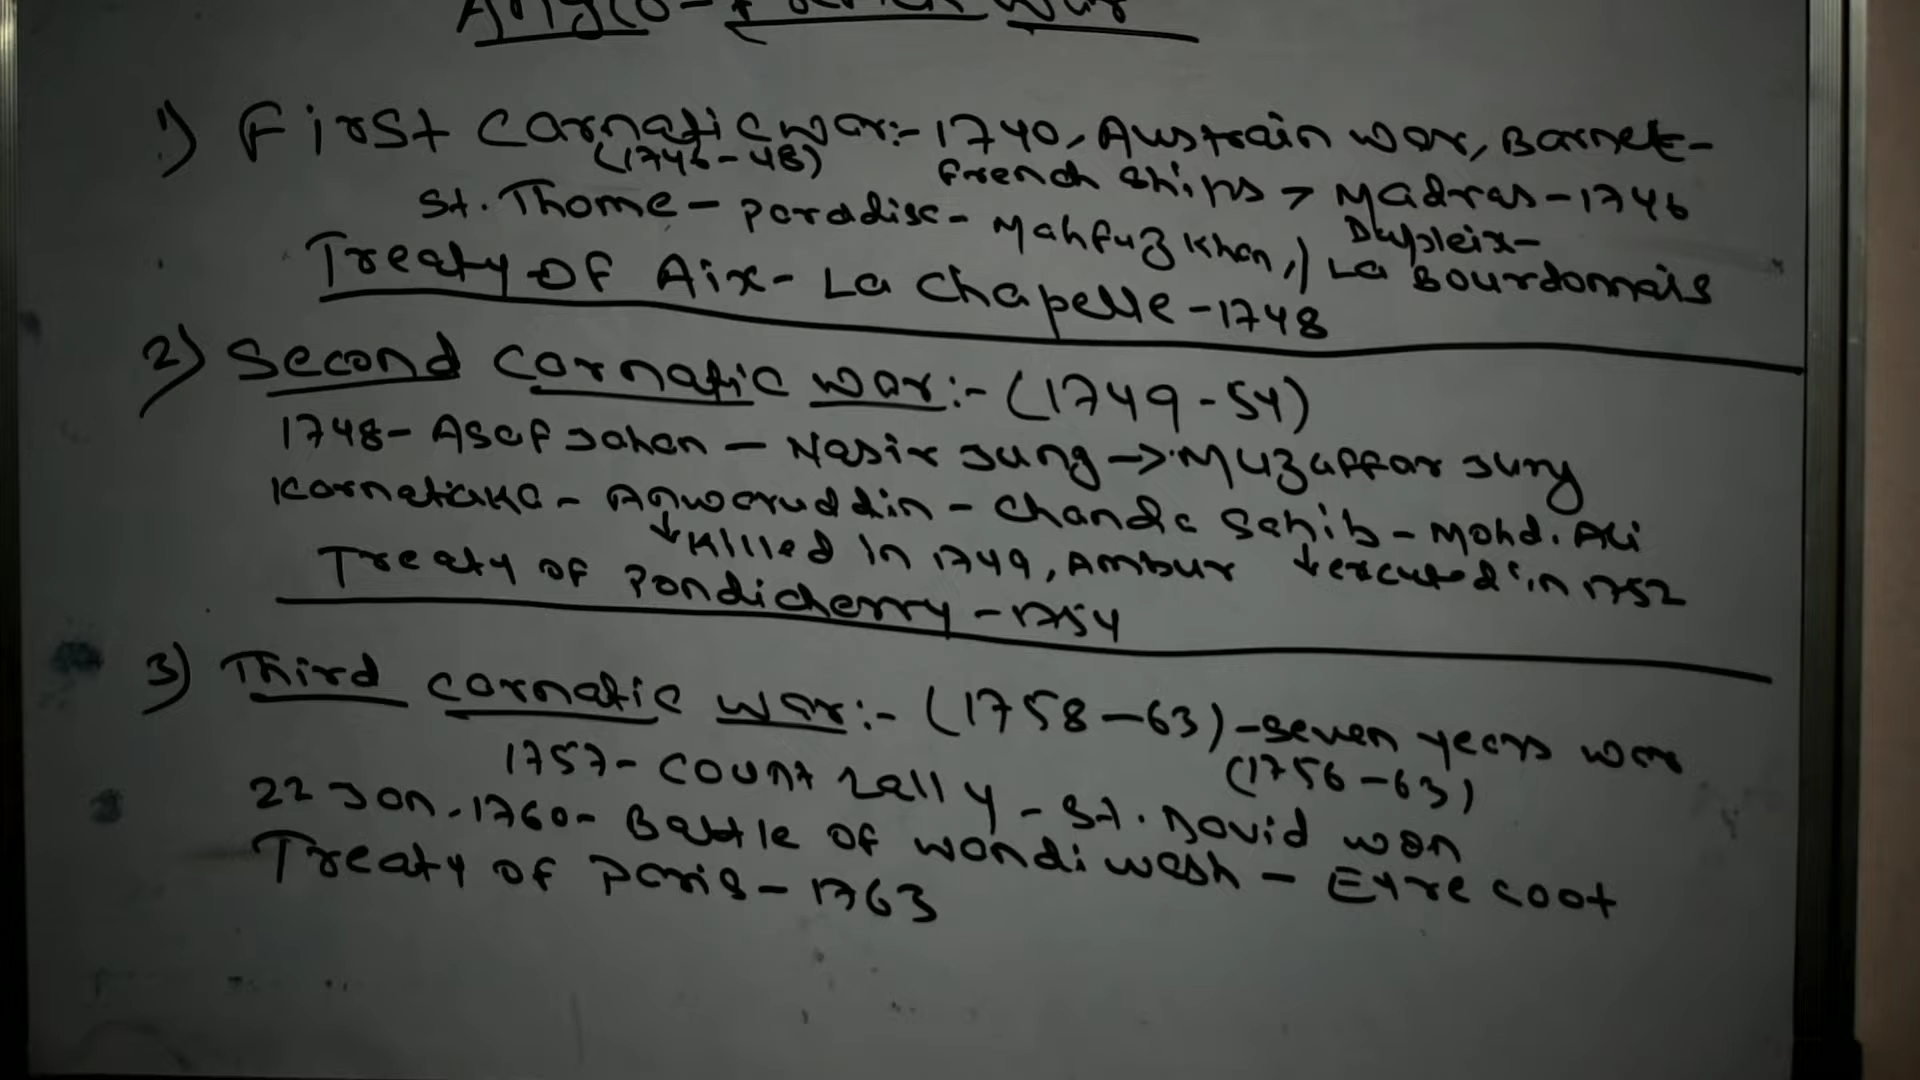 Anglo-French War
1) First Carnatic war:- 1740, Austrain war, Barnet-
(1746-48) French ships → Madras-1746
St. Thome - paradise - Mahfuz Khan, | Dupleix-
La Bourdonnais
Treaty OF Aix-La Chapelle-1748
2) Second Carnatic war:- (1749-54)
1748- Asaf Jahan - Nasir Jung → Muzaffar Jung
Karnataka - Anwaruddin - Chanda Sahib - Mohd. Ali
↓ Killed in 1749, Ambur ↓ executed in 1752
Treaty of Pondicherry - 1754
3) Third Carnatic War:- (1758-63) - Seven years war
(1756-63)
1757- Count Lally - St. David won
22 Jan. 1760- Battle of Wandiwash - Eyre Coot
Treaty of Paris - 1763